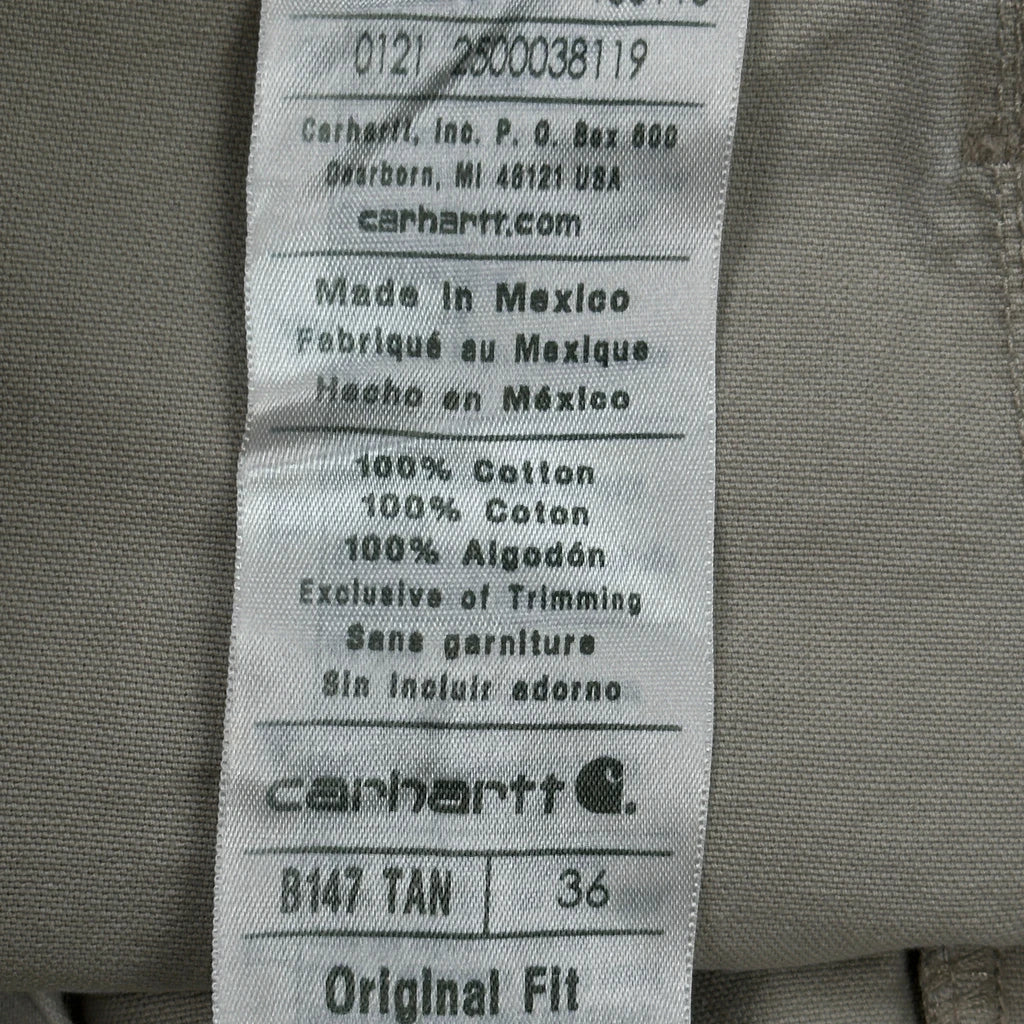 0121 2500038119
Carhartt, Inc. P. O. Box 600
Dearborn, MI 48121 USA
carhartt.com
Made in Mexico
Fabriqué au Mexique
Hecho en México
100% Cotton
100% Coton
100% Algodón
Exclusive of Trimming
Sans garniture
Sin incluir adorno
carhartt
B147 TAN 36
Original Fit